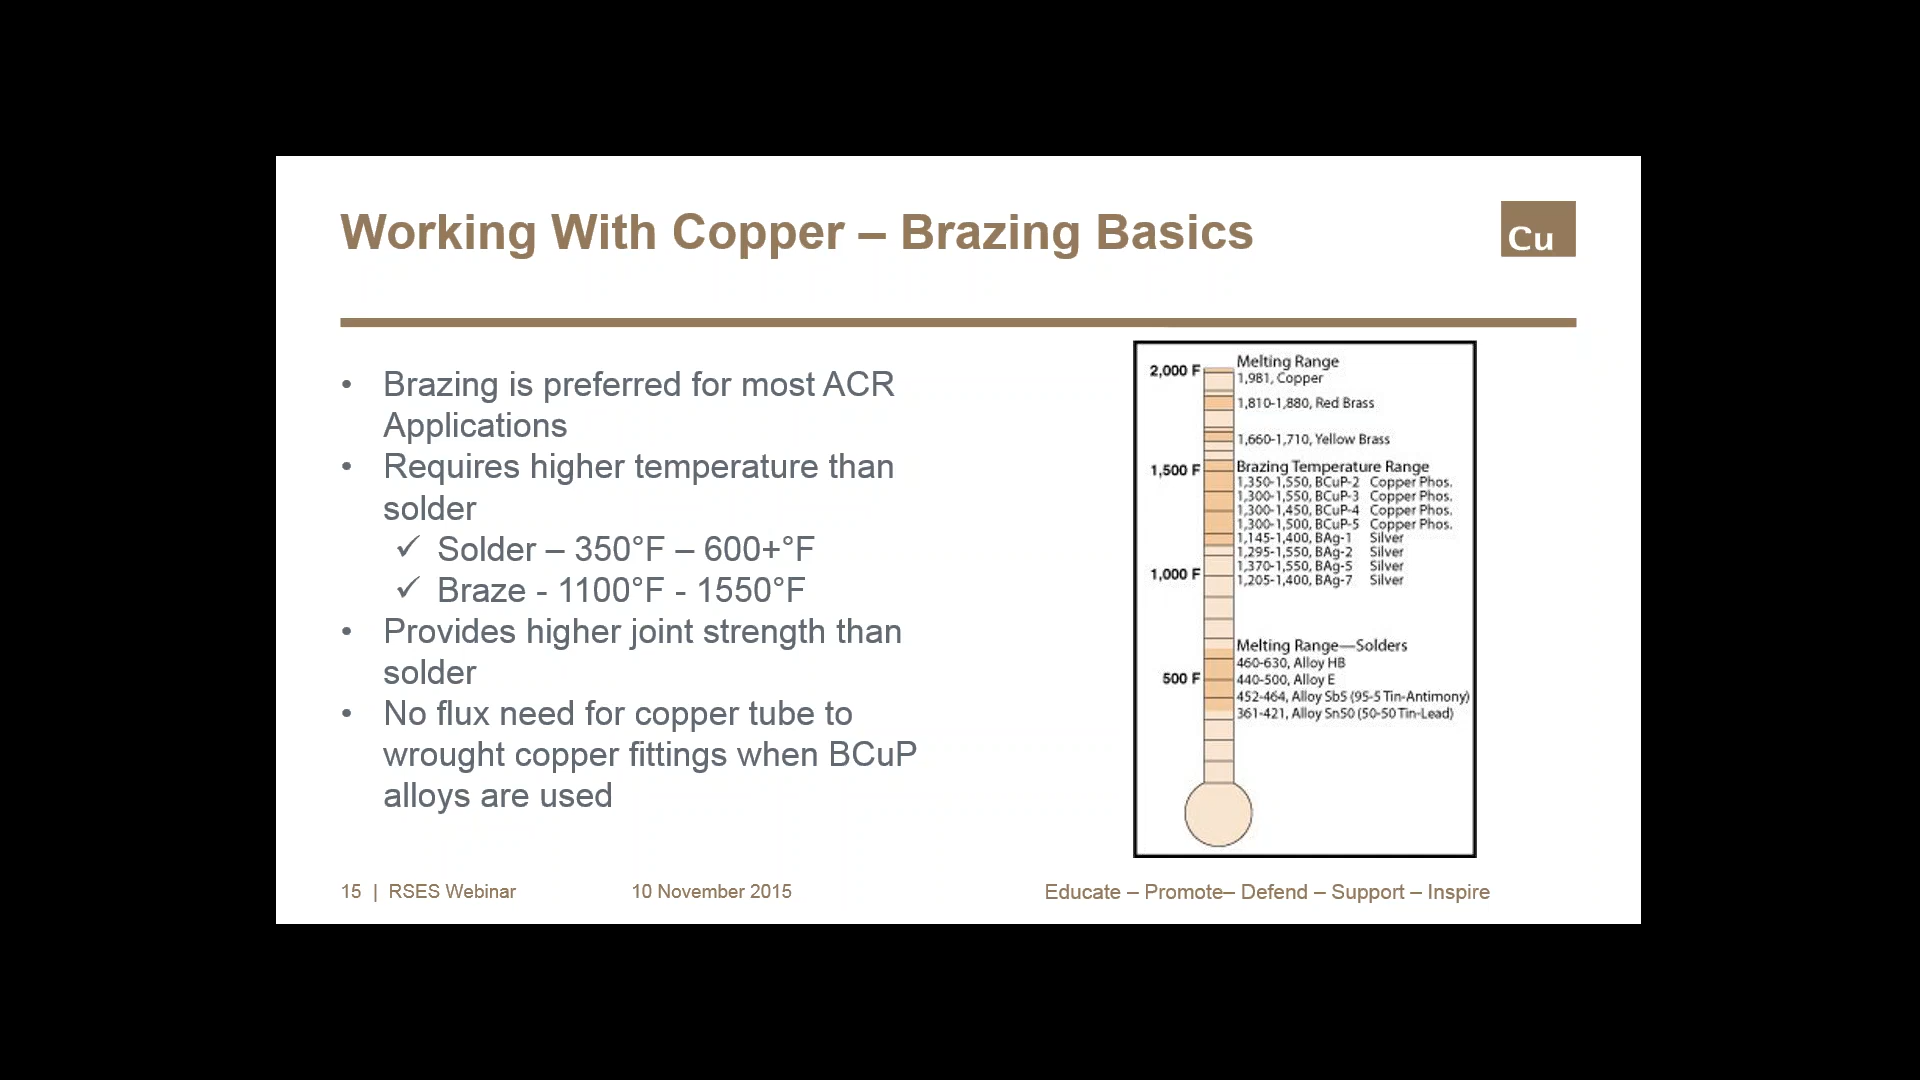 Working With Copper – Brazing Basics
Cu
• Brazing is preferred for most ACR
Applications
• Requires higher temperature than
solder
✓ Solder – 350°F – 600+°F
✓ Braze - 1100°F - 1550°F
• Provides higher joint strength than
solder
• No flux need for copper tube to
wrought copper fittings when BCuP
alloys are used
Melting Range
2,000 F
1,981, Copper
1,810-1,880, Red Brass
1,660-1,710, Yellow Brass
1,500 F
Brazing Temperature Range
1,350-1,550, BCuP-2 Copper Phos.
1,300-1,550, BCuP-3 Copper Phos.
1,300-1,450, BCuP-4 Copper Phos.
1,300-1,500, BCuP-5 Copper Phos.
1,145-1,400, BAg-1 Silver
1,295-1,550, BAg-2 Silver
1,370-1,550, BAg-5 Silver
1,000 F
1,205-1,400, BAg-7 Silver
Melting Range—Solders
460-630, Alloy HB
500 F
440-500, Alloy E
452-464, Alloy Sb5 (95-5 Tin-Antimony)
361-421, Alloy Sn50 (50-50 Tin-Lead)
15 | RSES Webinar
10 November 2015
Educate – Promote– Defend – Support – Inspire